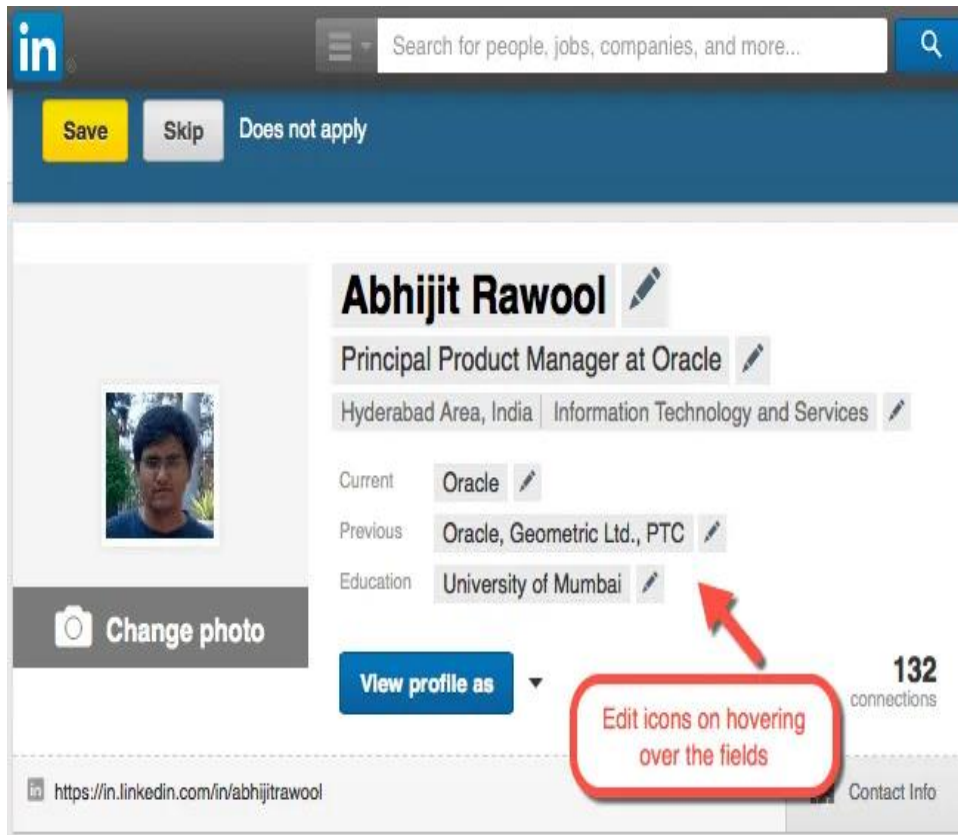 in
Search for people, jobs, companies, and more...
Save Skip Does not apply
Abhijit Rawool
Principal Product Manager at Oracle
Hyderabad Area, India | Information Technology and Services
Current Oracle
Previous Oracle, Geometric Ltd., PTC
Education University of Mumbai
Change photo
View profile as
132
connections
Edit icons on hovering
over the fields
in https://in.linkedin.com/in/abhijitrawool
Contact Info